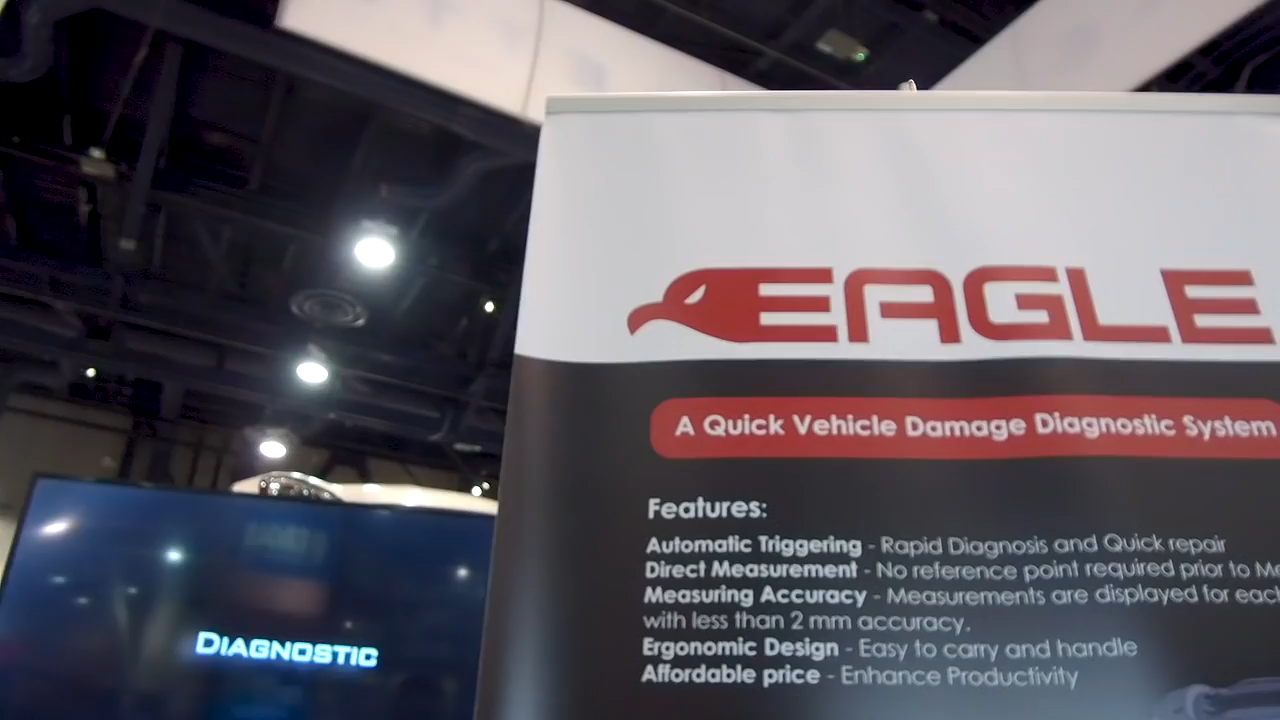 EAGLE
A Quick Vehicle Damage Diagnostic System
Features:
Automatic Triggering - Rapid Diagnosis and Quick repair
Direct Measurement - No reference point required prior to
Measuring Accuracy - Measurements are displayed for each
with less than 2 mm accuracy.
Ergonomic Design - Easy to carry and handle
Affordable price - Enhance Productivity
DIAGNOSTIC